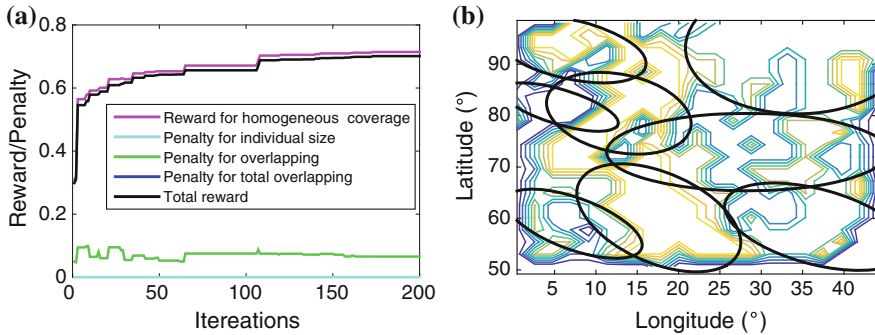 (a)
0.8
0.6
0.4
0.2
0
Reward/Penalty
Reward for homogeneous coverage
Penalty for individual size
Penalty for overlapping
Penalty for total overlapping
Total reward
0 50 100 150 200
Itereations
(b)
90
80
70
60
50
Latitude (°)
5 10 15 20 25 30 35 40
Longitude (°)